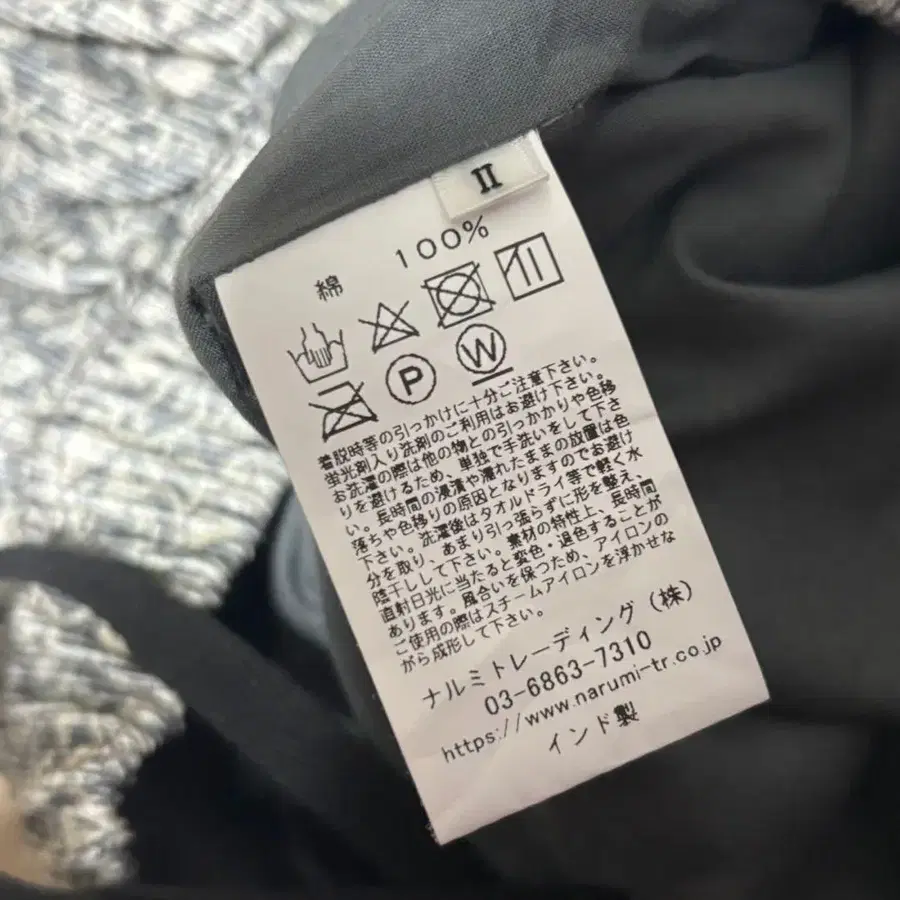 II
綿 100%
P W
着脱時等の引っかけに十分ご注意下さい。
蛍光剤入り洗剤のご利用はお避け下さい。
お洗濯の際は他の物との引っかかりや色移
りを避けるため、単独で手洗いをして下さ
い。長時間の浸漬や濡れたままの放置は色
落ちや色移りの原因となりますのでお避け
下さい。洗濯後はタオルドライ等で軽く水
分を取り、あまり引っ張らずに形を整え、
陰干しして下さい。素材の特性上、長時間
直射日光に当たると変色・退色することが
あります。風合いを保つため、アイロンの
ご使用の際はスチームアイロンを浮かせな
がら成形して下さい。
ナルミトレーディング(株)
03-6863-7310
https://www.narumi-tr.co.jp
インド製